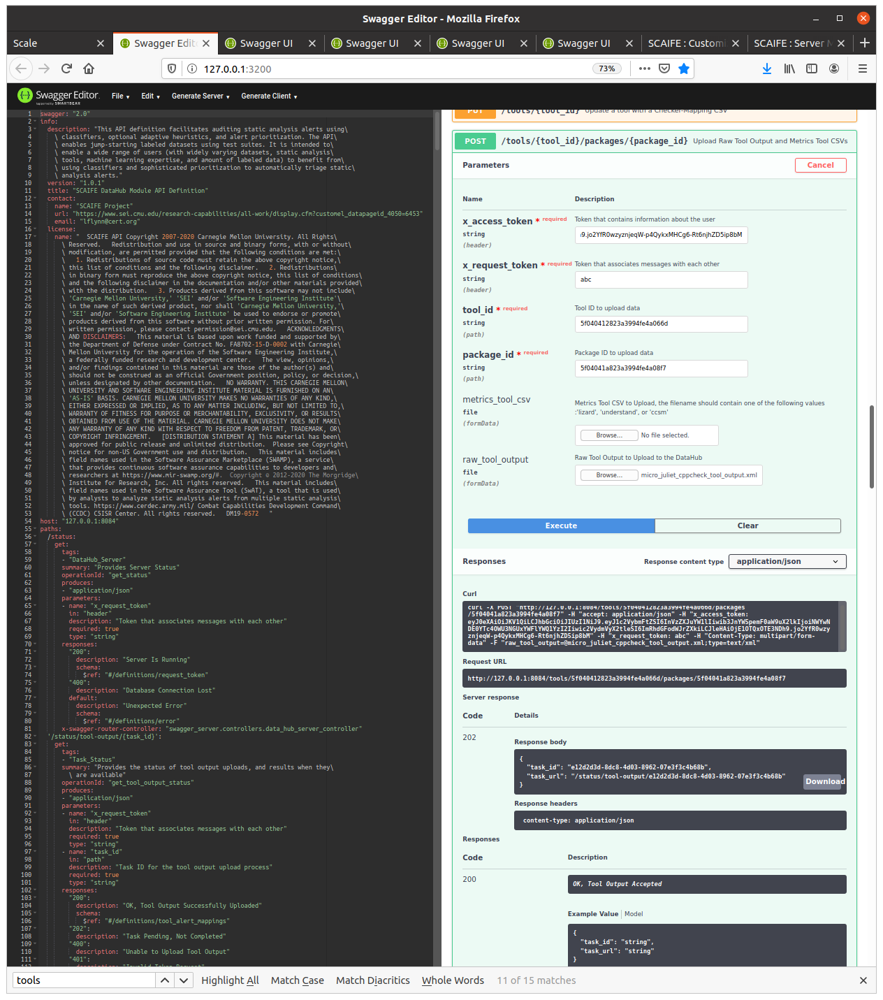 Swagger Editor - Mozilla Firefox
Scale
Swagger Edit
Swagger UI
Swagger UI
Swagger UI
Swagger UI
SCAIFE : Customi
SCAIFE : Server M
127.0.0.1:3200
73%
Swagger Editor.
Supported by SMARTBEAR
File
Edit
Generate Server
Generate Client
1 swagger: "2.0"
2 info:
3 description: "This API definition facilitates auditing static analysis alerts using\
4 \ classifiers, optional adaptive heuristics, and alert prioritization. The API\
5 \ enables jump-starting labeled datasets using test suites. It is intended to\
6 \ enable a wide range of users (with widely varying datasets, static analysis\
7 \ tools, machine learning expertise, and amount of labeled data) to benefit from\
8 \ using classifiers and sophisticated prioritization to automatically triage static\
9 \ analysis alerts."
10 version: "1.0.1"
11 title: "SCAIFE DataHub Module API Definition"
12 contact:
13 name: "SCAIFE Project"
14 url: "https://www.sei.cmu.edu/research-capabilities/all-work/display.cfm?customel_datapageid_4050=6453"
15 email: "lflynn@cert.org"
16 license:
17 name: " SCAIFE API Copyright 2007-2020 Carnegie Mellon University. All Rights\
18 \ Reserved. Redistribution and use in source and binary forms, with or without\
19 \ modification, are permitted provided that the following conditions are met:\
20 \ 1. Redistributions of source code must retain the above copyright notice,\
21 \ this list of conditions and the following disclaimer. 2. Redistributions\
22 \ in binary form must reproduce the above copyright notice, this list of conditions\
23 \ and the following disclaimer in the documentation and/or other materials provided\
24 \ with the distribution. 3. Products derived from this software may not include\
25 \ 'Carnegie Mellon University,' 'SEI' and/or 'Software Engineering Institute'\
26 \ in the name of such derived product, nor shall 'Carnegie Mellon University,'\
27 \ 'SEI' and/or 'Software Engineering Institute' be used to endorse or promote\
28 \ products derived from this software without prior written permission. For\
29 \ written permission, please contact permission@sei.cmu.edu. ACKNOWLEDGMENTS\
30 \ AND DISCLAIMERS: This material is based upon work funded and supported by\
31 \ the Department of Defense under Contract No. FA8702-15-D-0002 with Carnegie\
32 \ Mellon University for the operation of the Software Engineering Institute,\
33 \ a federally funded research and development center. The view, opinions,\
34 \ and/or findings contained in this material are those of the author(s) and\
35 \ should not be construed as an official Government position, policy, or decision,\
36 \ unless designated by other documentation. NO WARRANTY. THIS CARNEGIE MELLON\
37 \ UNIVERSITY AND SOFTWARE ENGINEERING INSTITUTE MATERIAL IS FURNISHED ON AN\
38 \ 'AS-IS' BASIS. CARNEGIE MELLON UNIVERSITY MAKES NO WARRANTIES OF ANY KIND,\
39 \ EITHER EXPRESSED OR IMPLIED, AS TO ANY MATTER INCLUDING, BUT NOT LIMITED TO,\
40 \ WARRANTY OF FITNESS FOR PURPOSE OR MERCHANTABILITY, EXCLUSIVITY, OR RESULTS\
41 \ OBTAINED FROM USE OF THE MATERIAL. CARNEGIE MELLON UNIVERSITY DOES NOT MAKE\
42 \ ANY WARRANTY OF ANY KIND WITH RESPECT TO FREEDOM FROM PATENT, TRADEMARK, OR\
43 \ COPYRIGHT INFRINGEMENT. [DISTRIBUTION STATEMENT A] This material has been\
44 \ approved for public release and unlimited distribution. Please see Copyright\
45 \ notice for non-US Government use and distribution. This material includes\
46 \ field names used in the Software Assurance Marketplace (SWAMP), a service\
47 \ that provides continuous software assurance capabilities to developers and\
48 \ researchers at https://www.mir-swamp.org/#. Copyright © 2012-2020 The Morgridge\
49 \ Institute for Research, Inc. All rights reserved. This material includes\
50 \ field names used in the Software Assurance Tool (SwAT), a tool that is used\
51 \ by analysts to analyze static analysis alerts from multiple static analysis\
52 \ tools. https://www.cerdec.army.mil/ Combat Capabilities Development Command\
53 \ (CCDC) C5ISR Center. All rights reserved. DM19-0572 "
54 host: "127.0.0.1:8084"
55 paths:
56 /status:
57 get:
58 tags:
59 - "DataHub_Server"
60 summary: "Provides Server Status"
61 operationId: "get_status"
62 produces:
63 - "application/json"
64 parameters:
65 - name: "x_request_token"
66 in: "header"
67 description: "Token that associates messages with each other"
68 required: true
69 type: "string"
70 responses:
71 "200":
72 description: "Server Is Running"
73 schema:
74 $ref: "#/definitions/request_token"
75 "400":
76 description: "Database Connection Lost"
77 default:
78 description: "Unexpected Error"
79 schema:
80 $ref: "#/definitions/error"
81 x-swagger-router-controller: "swagger_server.controllers.data_hub_server_controller"
82 '/status/tool-output/{task_id}':
83 get:
84 tags:
85 - "Task_Status"
86 summary: "Provides the status of tool output uploads, and results when they\
87 \ are available"
88 operationId: "get_tool_output_status"
89 produces:
90 - "application/json"
91 parameters:
92 - name: "x_request_token"
93 in: "header"
94 description: "Token that associates messages with each other"
95 required: true
96 type: "string"
97 - name: "task_id"
98 in: "path"
99 description: "Task ID for the tool output upload process"
100 required: true
101 type: "string"
102 responses:
103 "200":
104 description: "OK, Tool Output Successfully Uploaded"
105 schema:
106 $ref: "#/definitions/tool_alert_mappings"
107 "202":
108 description: "Task Pending, Not Completed"
109 "400":
110 description: "Unable to Upload Tool Output"
111 "401":
112 description: "Invalid Token Request"
PUT /tools/{tool_id} Update a tool with a Checker-Mapping CSV
POST /tools/{tool_id}/packages/{package_id} Upload Raw Tool Output and Metrics Tool CSVs
Parameters
Cancel
Name Description
x_access_token * required Token that contains information about the user
string
(header)
9.jo2YfR0wzyznjeqW-p4QykxMHCg6-Rt6njhZD5ip8bM
x_request_token * required Token that associates messages with each other
string
(header)
abc
tool_id * required Tool ID to upload data
string
(path)
5f040412823a3994fe4a066d
package_id * required Package ID to upload data
string
(path)
5f04041a823a3994fe4a08f7
metrics_tool_csv Metrics Tool CSV to Upload, the filename should contain one of the following values
:'lizard', 'understand', or 'ccsm'
file
(formData)
Browse... No file selected.
raw_tool_output Raw Tool Output to Upload to the DataHub
file
(formData)
Browse... micro_juliet_cppcheck_tool_output.xml
Execute
Clear
Responses
Response content type
application/json
Curl
curl -X POST "http://127.0.0.1:8084/tools/5f040412823a3994fe4a066d/packages
/5f04041a823a3994fe4a08f7" -H "accept: application/json" -H "x_access_token:
eyJ0eXAiOiJKV1QiLCJhbGciOiJIUzI1NiJ9.eyJ1c2VybmFtZSI6InVzZXJuYW1lIiwib3JnYW5pemF0aW9uX2lkIjoiNWYwN
DE0YTc4OWU3NGUxYWFlYWQ1YzI2Iiwic2VydmVyX2tleSI6ImRhdGFodWJrZXkiLCJleHAiOjE1OTQxOTE3NDh9.jo2YfR0wzy
znjeqW-p4QykxMHCg6-Rt6njhZD5ip8bM" -H "x_request_token: abc" -H "Content-Type: multipart/form-
data" -F "raw_tool_output=@micro_juliet_cppcheck_tool_output.xml;type=text/xml"
Request URL
http://127.0.0.1:8084/tools/5f040412823a3994fe4a066d/packages/5f04041a823a3994fe4a08f7
Server response
Code Details
202
Response body
{
"task_id": "e12d2d3d-8dc8-4d03-8962-07e3f3c4b68b",
"task_url": "/status/tool-output/e12d2d3d-8dc8-4d03-8962-07e3f3c4b68b"
}
Download
Response headers
content-type: application/json
Responses
Code Description
200
OK, Tool Output Accepted
Example Value | Model
{
"task_id": "string",
"task_url": "string"
}
tools
Highlight All
Match Case
Match Diacritics
Whole Words
11 of 15 matches